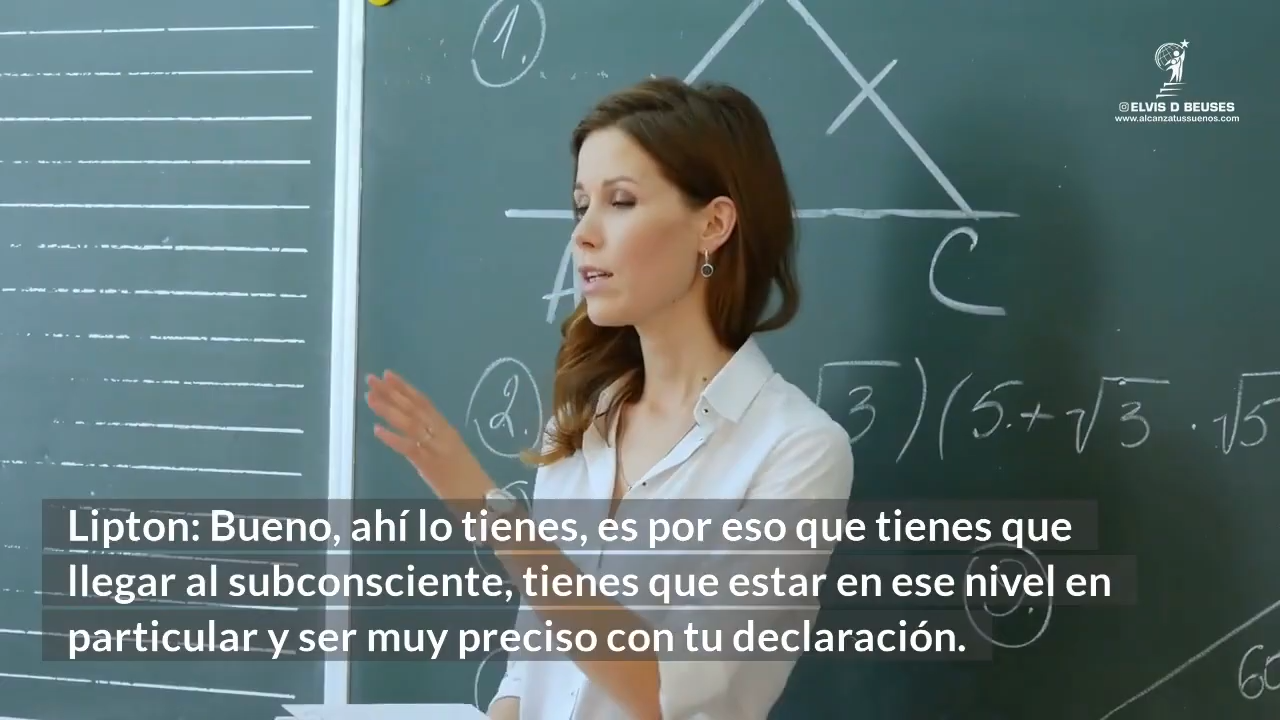 1.
@ELVIS D BEUSES
www.alcanzatussuenos.com
A
C
2.
√3)(5.+√3 · √5
Lipton: Bueno, ahí lo tienes, es por eso que tienes que
llegar al subconsciente, tienes que estar en ese nivel en
particular y ser muy preciso con tu declaración.
3.